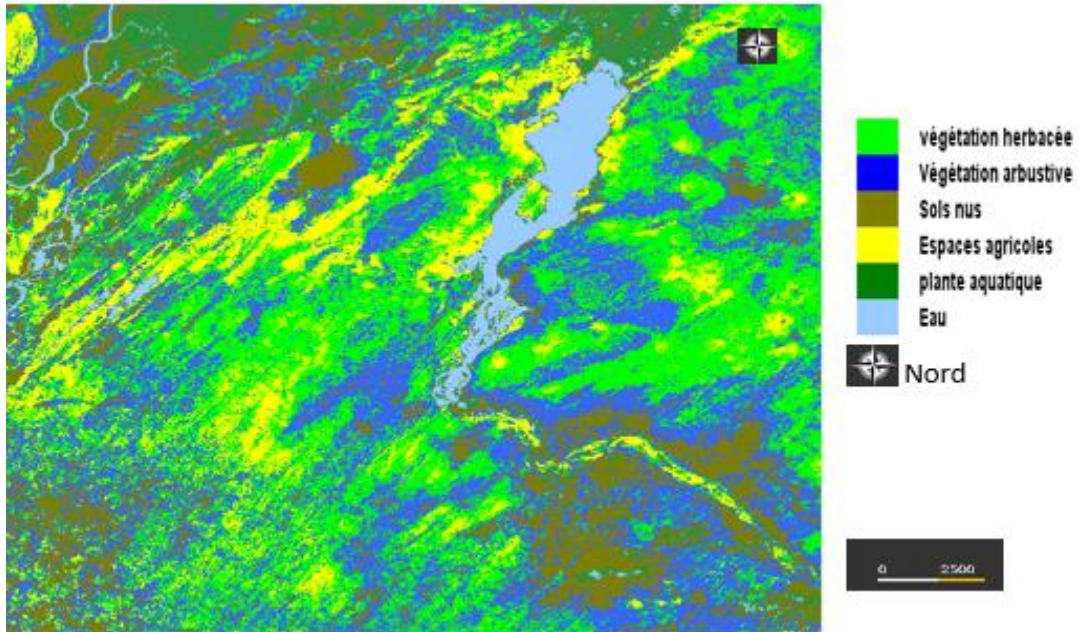 végétation herbacée
Végétation arbustive
Sols nus
Espaces agricoles
plante aquatique
Eau
Nord
0 2500